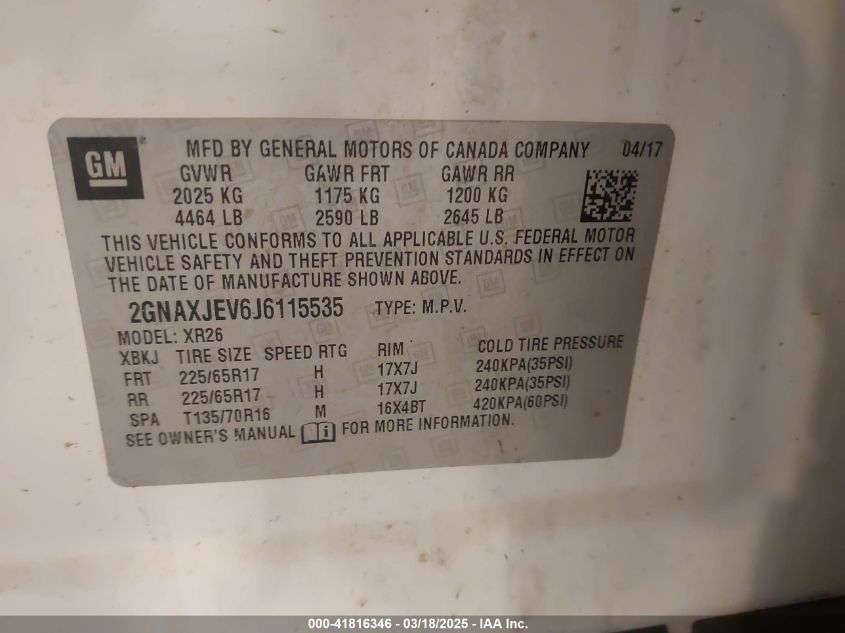 GM
MFD BY GENERAL MOTORS OF CANADA COMPANY 04/17
GVWR GAWR FRT GAWR RR
2025 KG 1175 KG 1200 KG
4464 LB 2590 LB 2645 LB
THIS VEHICLE CONFORMS TO ALL APPLICABLE U.S. FEDERAL MOTOR
VEHICLE SAFETY AND THEFT PREVENTION STANDARDS IN EFFECT ON
THE DATE OF MANUFACTURE SHOWN ABOVE.
2GNAXJEV6J6115535 TYPE: M.P.V.
MODEL: XR26
XBKJ TIRE SIZE SPEED RTG RIM COLD TIRE PRESSURE
FRT 225/65R17 H 17X7J 240KPA(35PSI)
RR 225/65R17 H 17X7J 240KPA(35PSI)
SPA T135/70R16 M 16X4BT 420KPA(60PSI)
SEE OWNER'S MANUAL i FOR MORE INFORMATION.
000-41816346 - 03/18/2025 - IAA Inc.